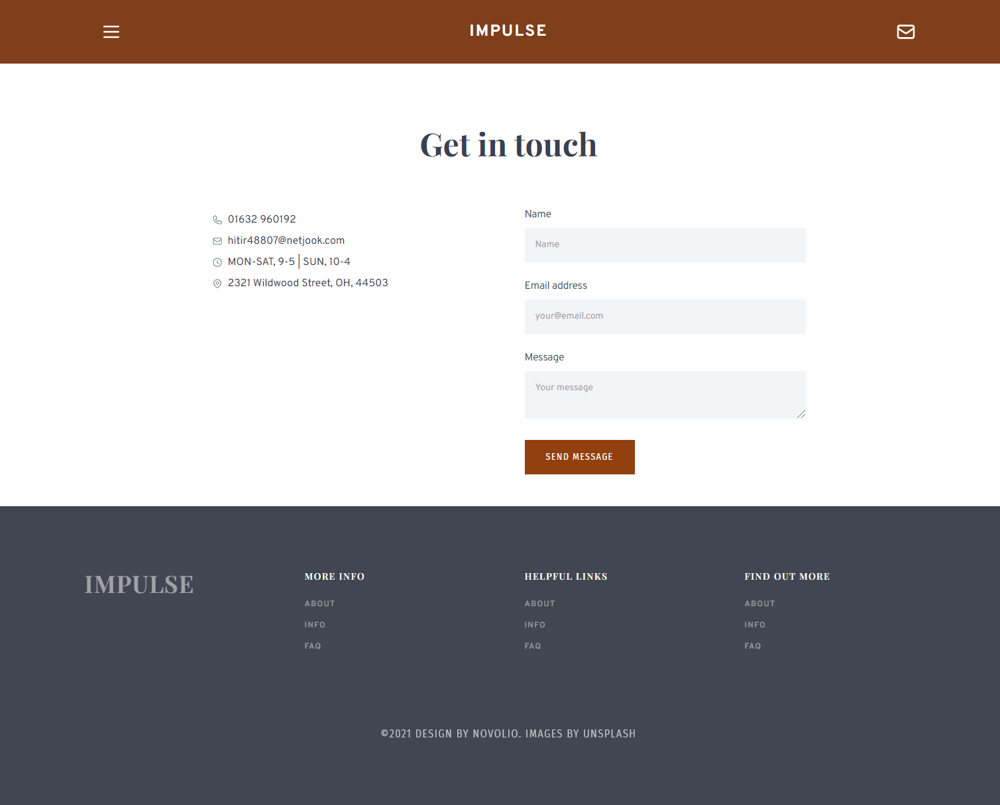 IMPULSE
Get in touch
01632 960192
hitir48807@netjook.com
MON-SAT, 9-5 | SUN, 10-4
2321 Wildwood Street, OH, 44503
Name
Name
Email address
your@email.com
Message
Your message
SEND MESSAGE
IMPULSE
MORE INFO
ABOUT
INFO
FAQ
HELPFUL LINKS
ABOUT
INFO
FAQ
FIND OUT MORE
ABOUT
INFO
FAQ
©2021 DESIGN BY NOVOLIO. IMAGES BY UNSPLASH